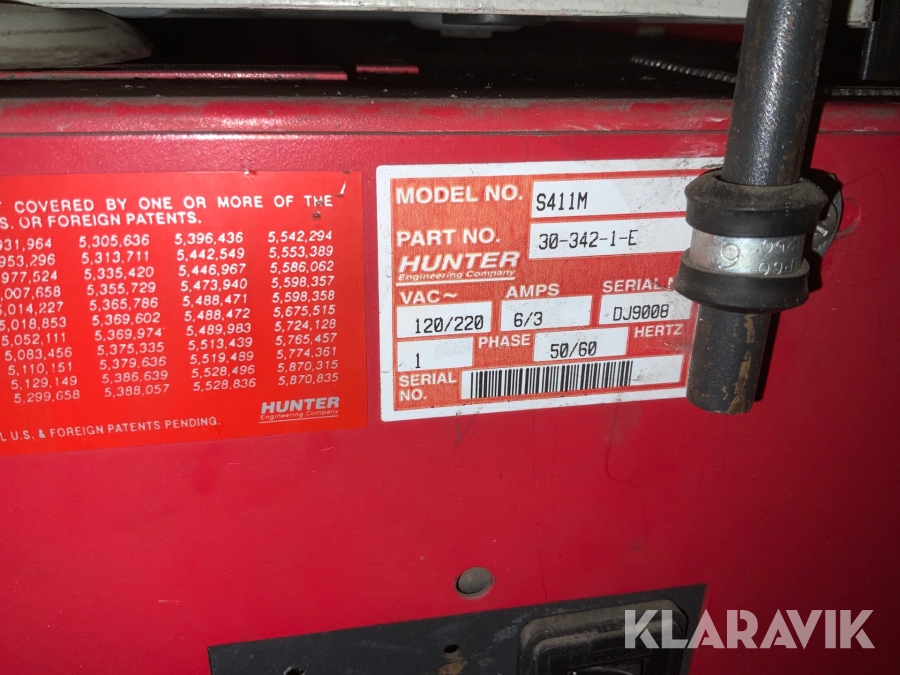 COVERED BY ONE OR MORE OF THE
OR FOREIGN PATENTS.
931,964 5,305,636 5,396,436 5,542,294
953,296 5,313,711 5,442,549 5,553,389
977,524 5,335,420 5,446,967 5,586,062
,007,658 5,355,729 5,473,940 5,598,357
5,014,227 5,365,786 5,488,471 5,598,358
5,018,853 5,369,602 5,488,472 5,675,515
5,052,111 5,369,974 5,489,983 5,724,128
5,083,456 5,375,335 5,513,439 5,765,457
5,110,151 5,379,636 5,519,489 5,774,361
5,129,149 5,386,639 5,528,496 5,870,315
5,299,658 5,388,057 5,528,836 5,870,835
HUNTER
Engineering Company
U.S. & FOREIGN PATENTS PENDING.
MODEL NO. S411M
PART NO. 30-342-1-E
HUNTER
Engineering Company
VAC~ AMPS SERIAL
120/220 6/3 DJ9008
1 PHASE 50/60 HERTZ
SERIAL
NO.
KLARAVIK